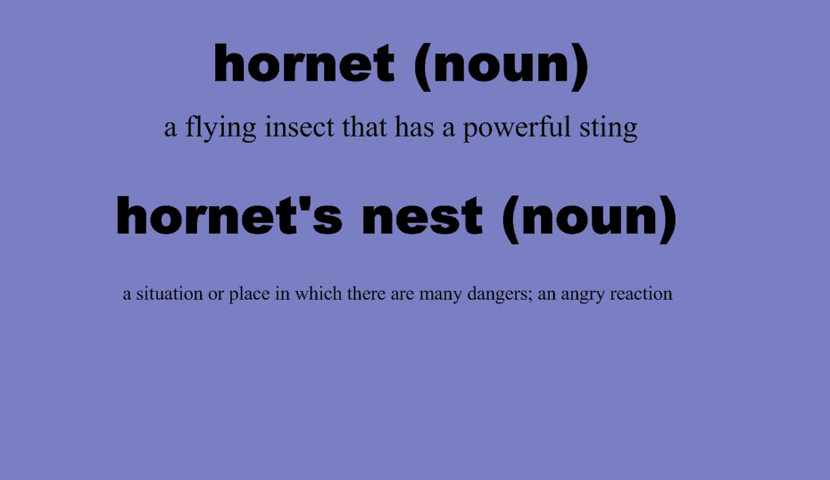 hornet (noun)
a flying insect that has a powerful sting
hornet's nest (noun)
a situation or place in which there are many dangers; an angry reaction